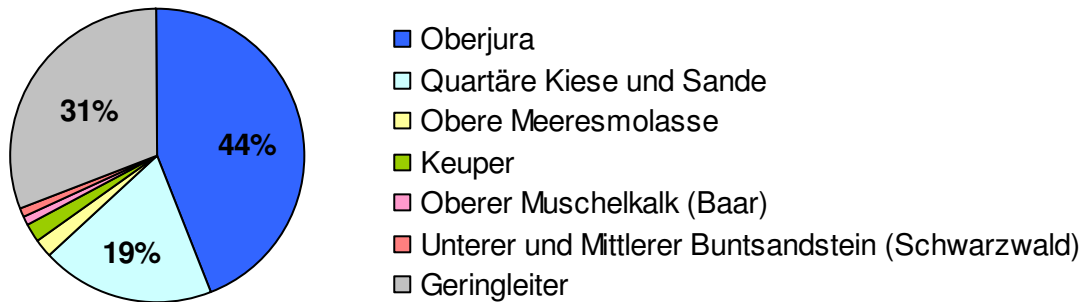 31%
44%
19%
Oberjura
Quartäre Kiese und Sande
Obere Meeresmolasse
Keuper
Oberer Muschelkalk (Baar)
Unterer und Mittlerer Buntsandstein (Schwarzwald)
Geringleiter